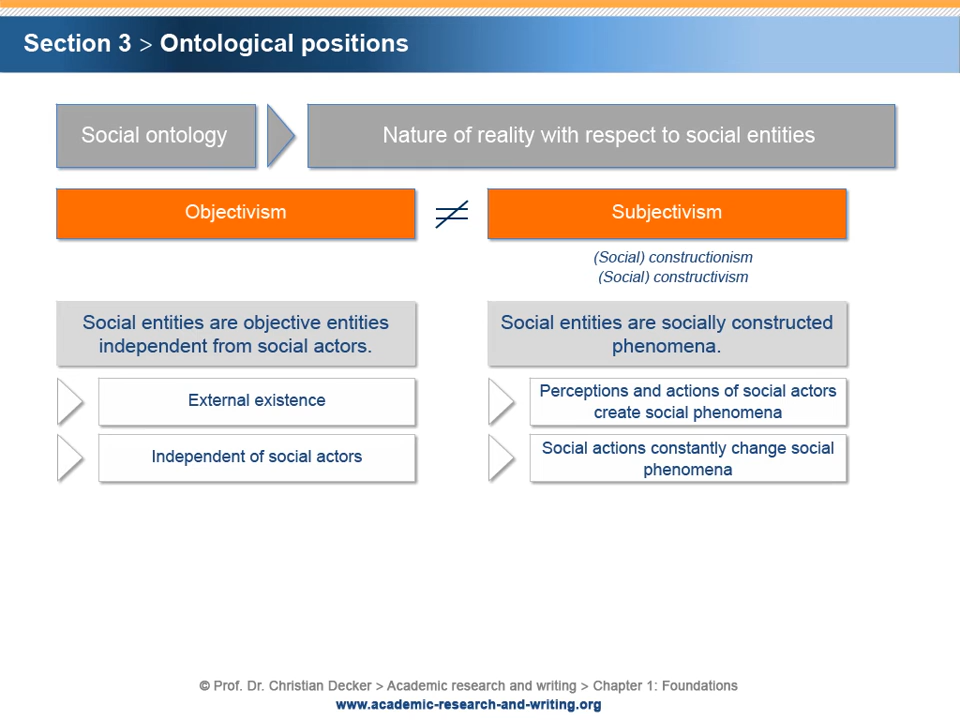 Section 3 > Ontological positions
Social ontology
Nature of reality with respect to social entities
Objectivism
≠
Subjectivism
(Social) constructionism
(Social) constructivism
Social entities are objective entities
independent from social actors.
Social entities are socially constructed
phenomena.
External existence
Perceptions and actions of social actors
create social phenomena
Independent of social actors
Social actions constantly change social
phenomena
© Prof. Dr. Christian Decker > Academic research and writing > Chapter 1: Foundations
www.academic-research-and-writing.org